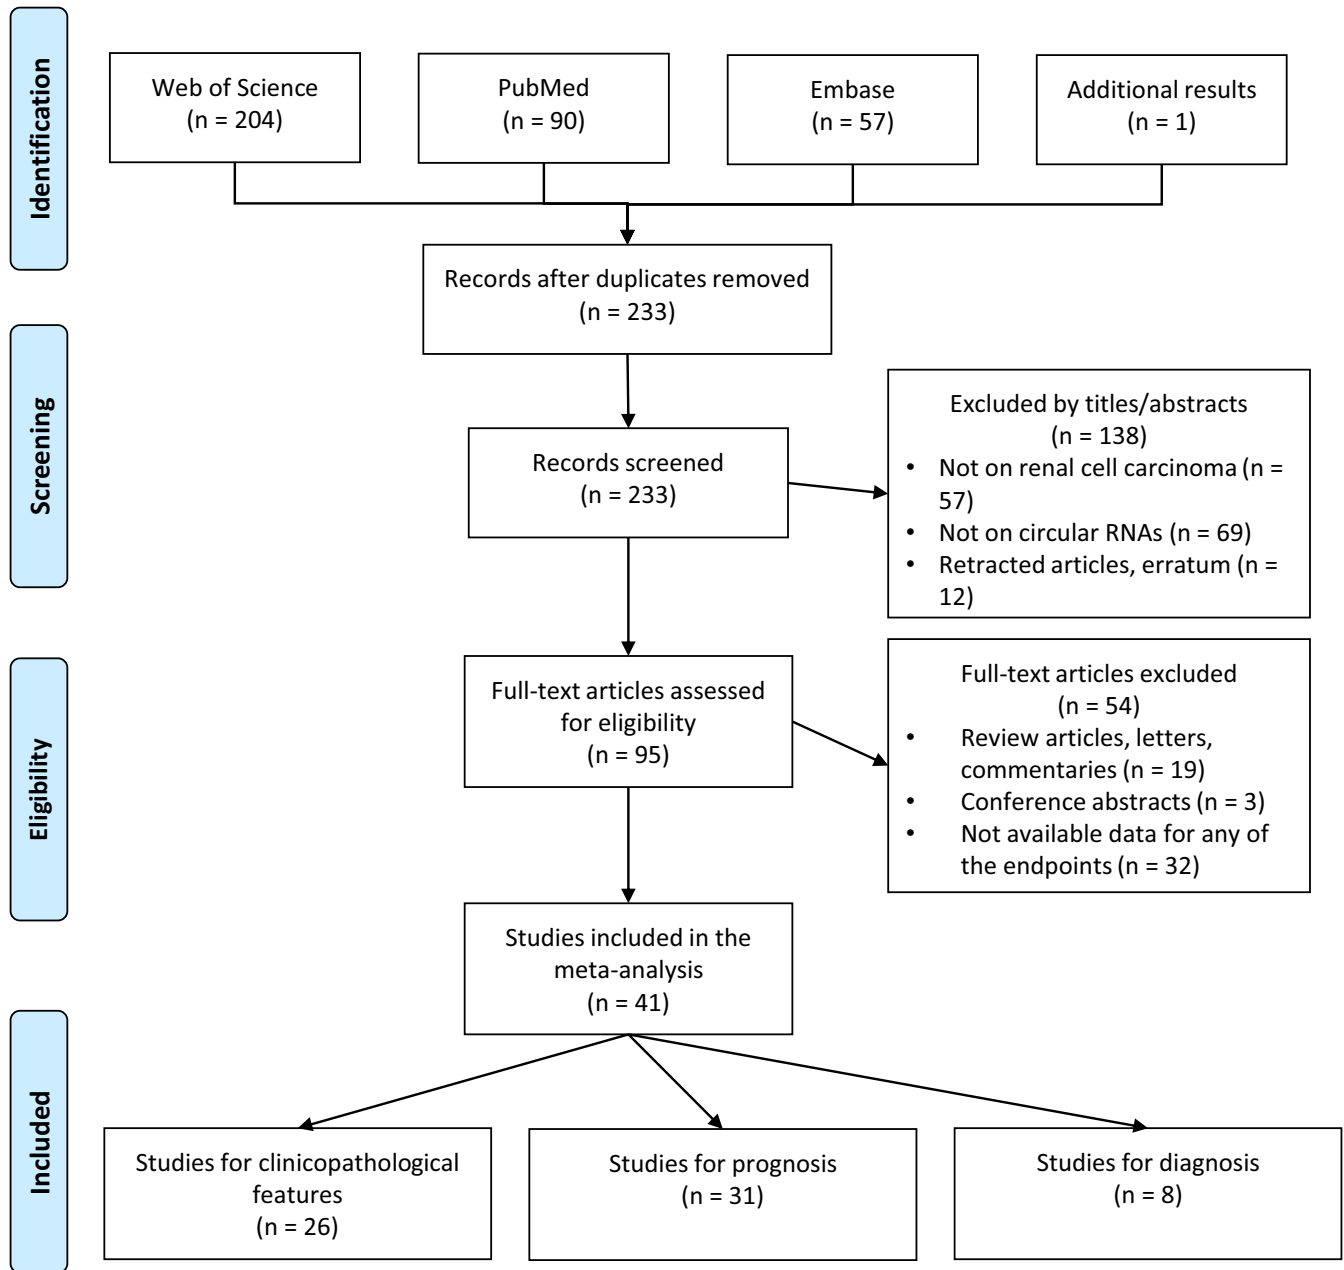 Identification
Web of Science
(n = 204)
PubMed
(n = 90)
Embase
(n = 57)
Additional results
(n = 1)
Records after duplicates removed
(n = 233)
Screening
Records screened
(n = 233)
Excluded by titles/abstracts
(n = 138)
• Not on renal cell carcinoma (n =
57)
• Not on circular RNAs (n = 69)
• Retracted articles, erratum (n =
12)
Eligibility
Full-text articles assessed
for eligibility
(n = 95)
Full-text articles excluded
(n = 54)
• Review articles, letters,
commentaries (n = 19)
• Conference abstracts (n = 3)
• Not available data for any of
the endpoints (n = 32)
Included
Studies included in the
meta-analysis
(n = 41)
Studies for clinicopathological
features
(n = 26)
Studies for prognosis
(n = 31)
Studies for diagnosis
(n = 8)